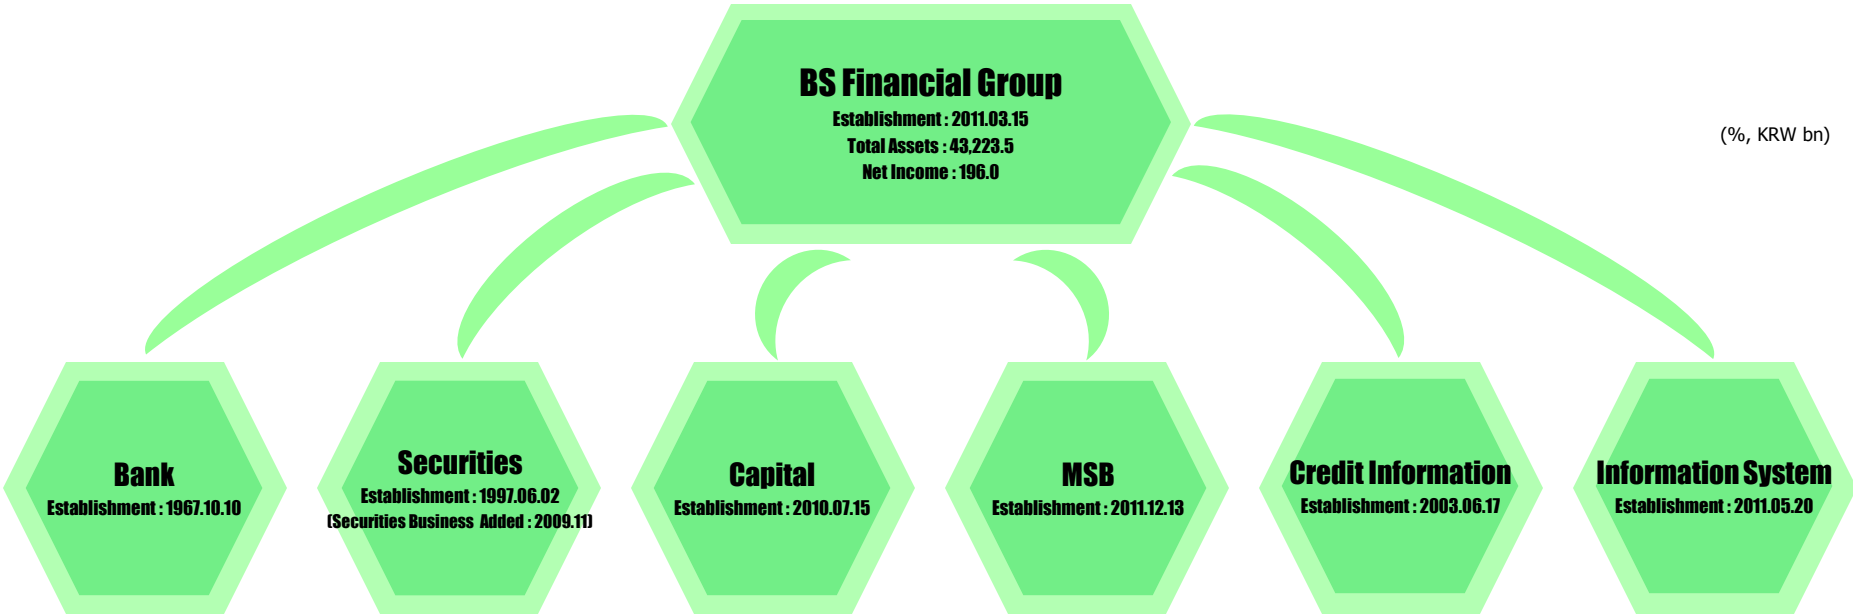 BS Financial Group
Establishment : 2011.03.15
Total Assets : 43,223.5
Net Income : 196.0
(%, KRW bn)
Bank
Establishment : 1967.10.10
Securities
Establishment : 1997.06.02
(Securities Business Added : 2009.11)
Capital
Establishment : 2010.07.15
MSB
Establishment : 2011.12.13
Credit Information
Establishment : 2003.06.17
Information System
Establishment : 2011.05.20